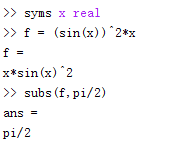 >> syms x real
>> f = (sin(x))^2*x
f =
x*sin(x)^2
>> subs(f,pi/2)
ans =
pi/2